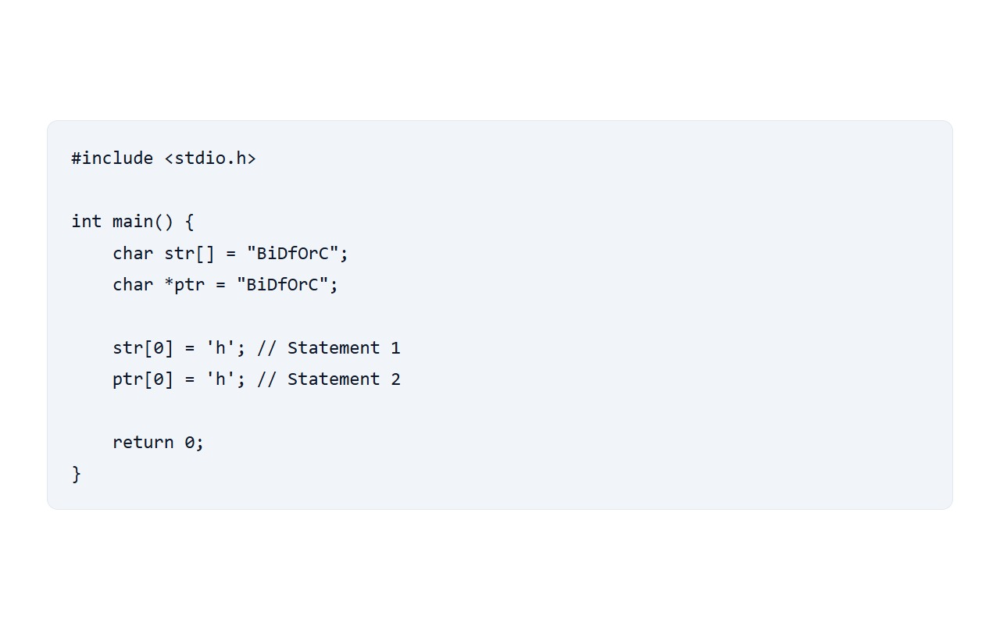 #include <stdio.h>
int main() {
    char str[] = "BiDfOrC";
    char *ptr = "BiDfOrC";
    str[0] = 'h'; // Statement 1
    ptr[0] = 'h'; // Statement 2
    return 0;
}